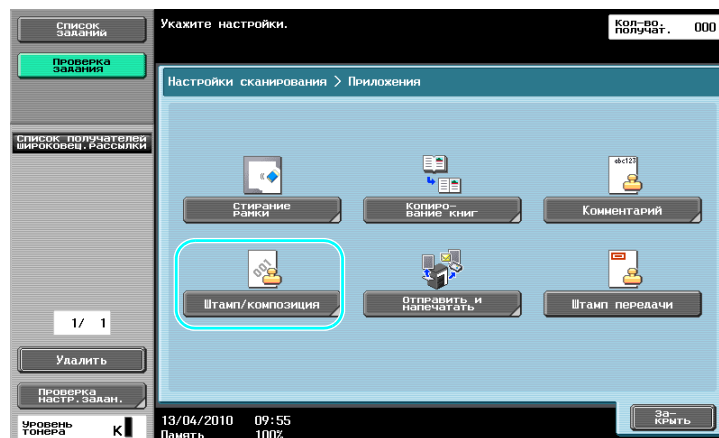 Список
заданий
Укажите настройки.
Кол-во.
получат.
000
Проверка
задания
Настройки сканирования > Приложения
Список получателей
широковещ.рассылки
abc123
Стирание
рамки
Копиро-
вание книг
Комментарий
001
Штамп/композиция
Отправить и
напечатать
Штамп передачи
1/ 1
Удалить
Проверка
настр.задан.
За-
крыть
Уровень
тонера
K
13/04/2010 09:55
Память 100%